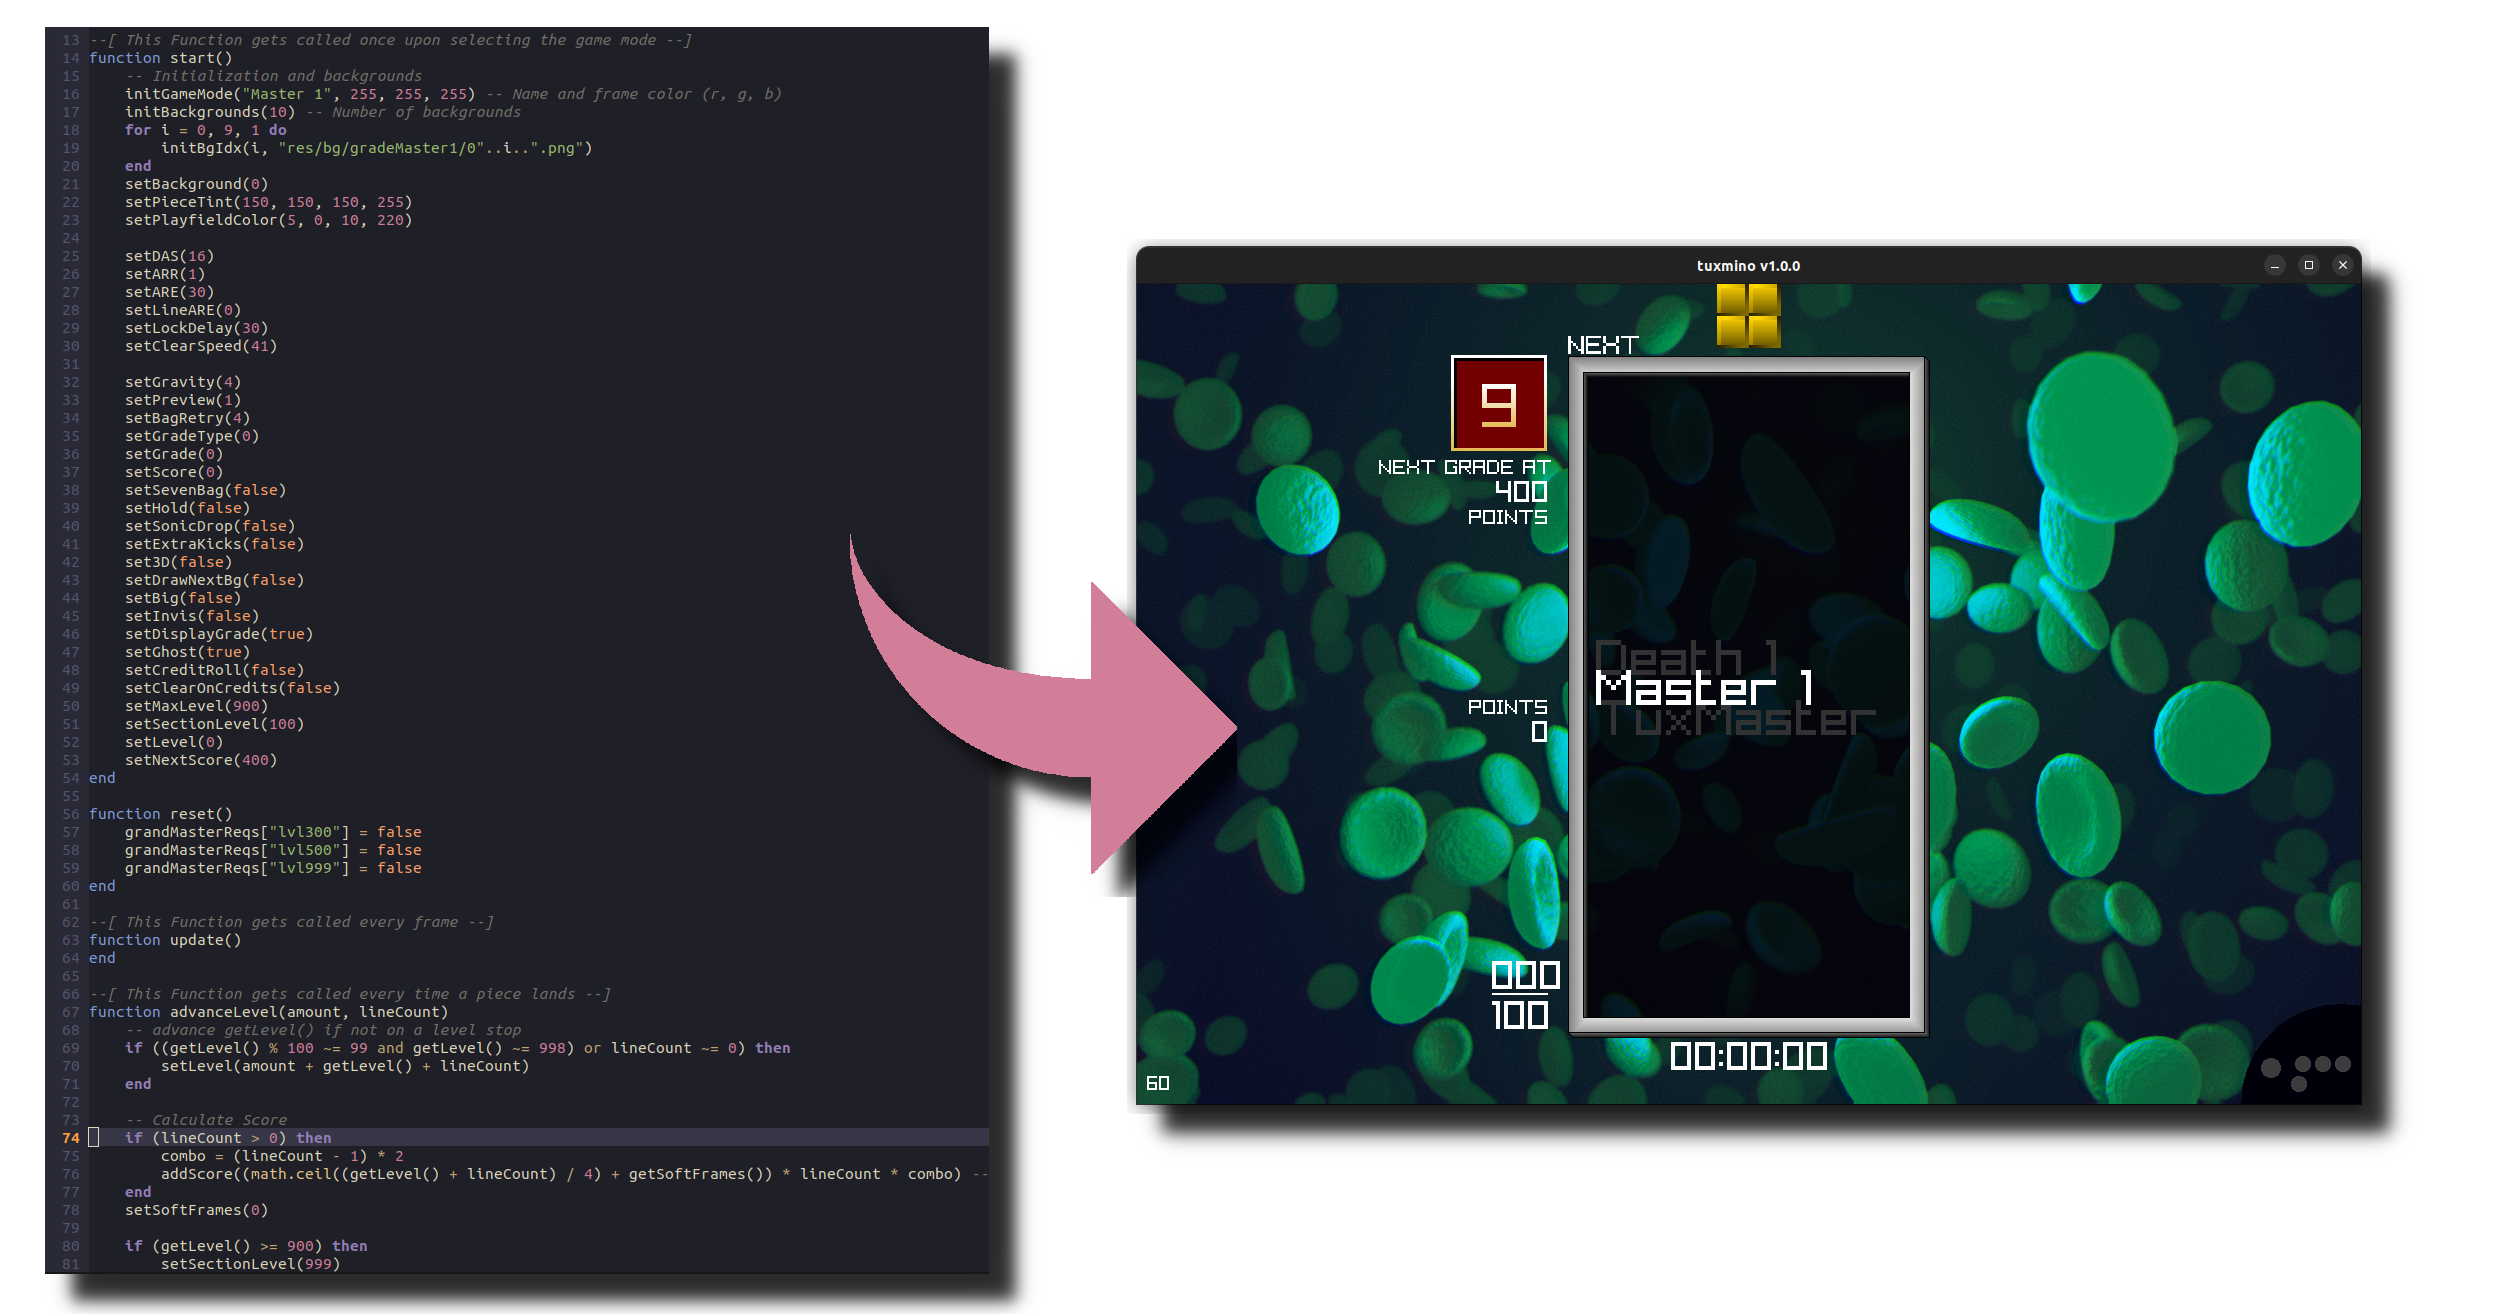 13 --[ This Function gets called once upon selecting the game mode --]
14 function start()
15     -- Initialization and backgrounds
16     initGameMode("Master 1", 255, 255, 255) -- Name and frame color (r, g, b)
17     initBackgrounds(10) -- Number of backgrounds
18     for i = 0, 9, 1 do
19         initBgIdx(i, "res/bg/gradeMaster1/0"..i..".png")
20     end
21     setBackground(0)
22     setPieceTint(150, 150, 150, 255)
23     setPlayfieldColor(5, 0, 10, 220)
24
25     setDAS(16)
26     setARR(1)
27     setARE(30)
28     setLineARE(0)
29     setLockDelay(30)
30     setClearSpeed(41)
31
32     setGravity(4)
33     setPreview(1)
34     setBagRetry(4)
35     setGradeType(0)
36     setGrade(0)
37     setScore(0)
38     setSevenBag(false)
39     setHold(false)
40     setSonicDrop(false)
41     setExtraKicks(false)
42     set3D(false)
43     setDrawNextBg(false)
44     setBig(false)
45     setInvis(false)
46     setDisplayGrade(true)
47     setGhost(true)
48     setCreditRoll(false)
49     setClearOnCredits(false)
50     setMaxLevel(900)
51     setSectionLevel(100)
52     setLevel(0)
53     setNextScore(400)
54 end
55
56 function reset()
57     grandMasterReqs["lvl300"] = false
58     grandMasterReqs["lvl500"] = false
59     grandMasterReqs["lvl999"] = false
60 end
61
62 --[ This Function gets called every frame --]
63 function update()
64 end
65
66 --[ This Function gets called every time a piece lands --]
67 function advanceLevel(amount, lineCount)
68     -- advance getLevel() if not on a level stop
69     if ((getLevel() % 100 ~= 99 and getLevel() ~= 998) or lineCount ~= 0) then
70         setLevel(amount + getLevel() + lineCount)
71     end
72
73     -- Calculate Score
74     if (lineCount > 0) then
75         combo = (lineCount - 1) * 2
76         addScore((math.ceil((getLevel() + lineCount) / 4) + getSoftFrames()) * lineCount * combo) --
77     end
78     setSoftFrames(0)
79
80     if (getLevel() >= 900) then
81         setSectionLevel(999)
tuxmino v1.0.0
NEXT
9
NEXT GRADE AT
400
POINTS
Death 1
Master 1
TuxMaster
POINTS
0
000
100
00:00:00
60